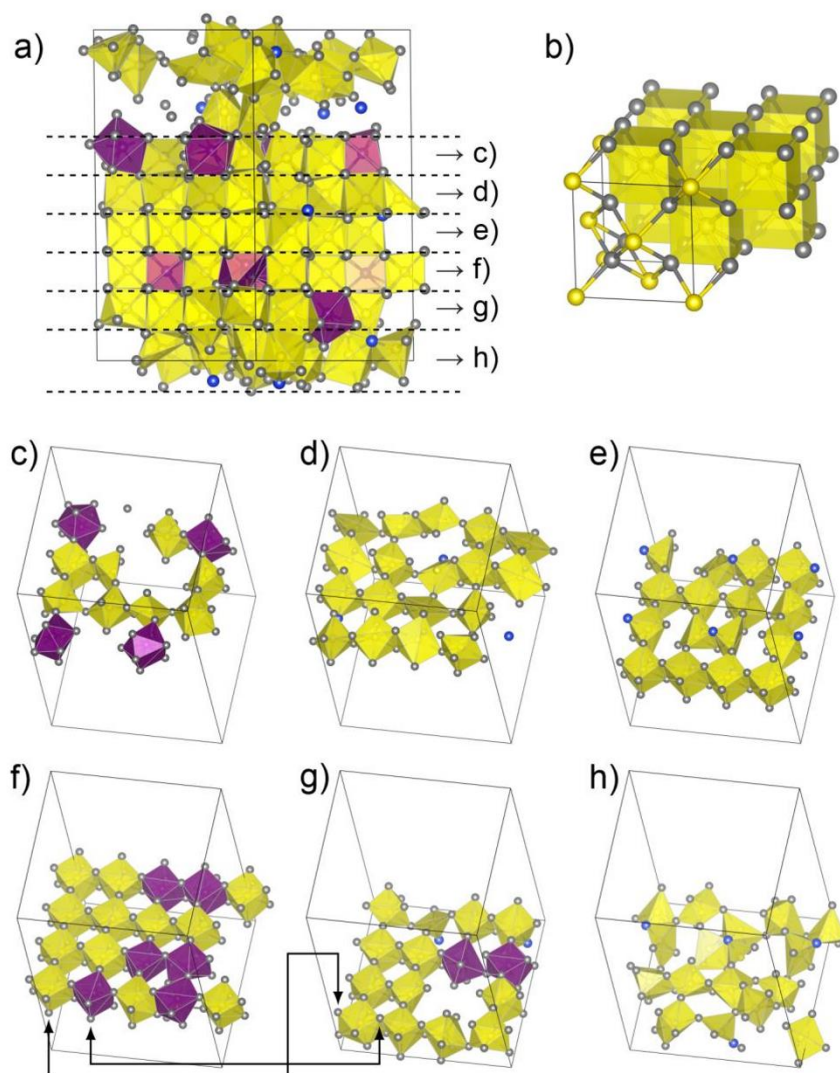 a)
b)
→ c)
→ d)
→ e)
→ f)
→ g)
→ h)
c)
d)
e)
f)
g)
h)